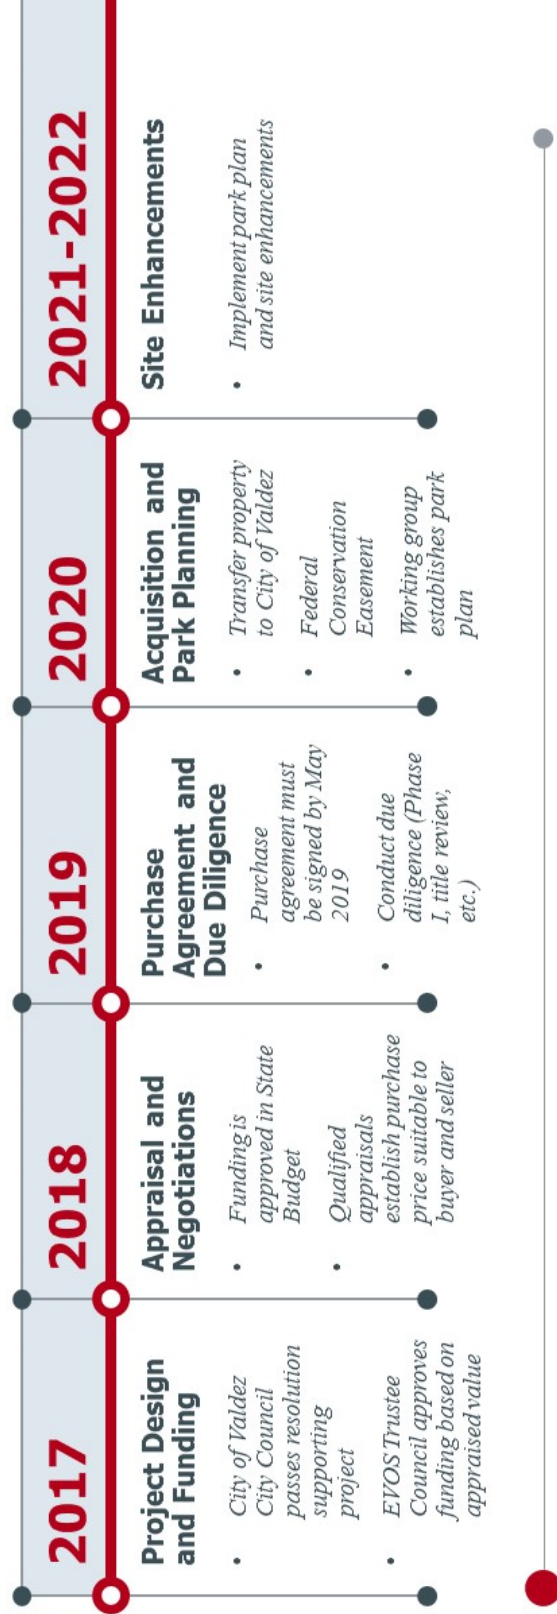 2017
Project Design
and Funding
• City of Valdez
City Council
passes resolution
supporting
project
• EVOS Trustee
Council approves
funding based on
appraised value
2018
Appraisal and
Negotiations
• Funding is
approved in State
Budget
• Qualified
appraisals
establish purchase
price suitable to
buyer and seller
2019
Purchase
Agreement and
Due Diligence
• Purchase
agreement must
be signed by May
2019
• Conduct due
diligence (Phase
I, title review,
etc.)
2020
Acquisition and
Park Planning
• Transfer property
to City of Valdez
• Federal
Conservation
Easement
• Working group
establishes park
plan
2021-2022
Site Enhancements
• Implement park plan
and site enhancements